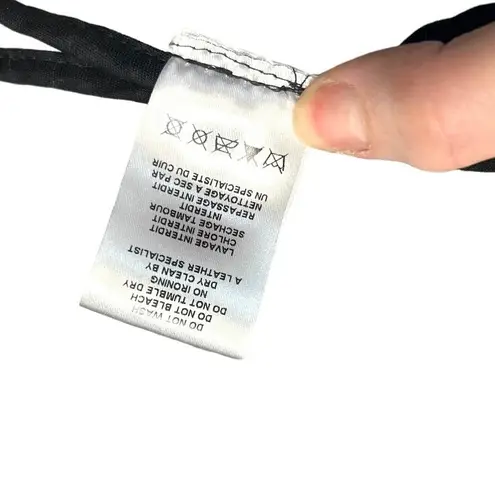 DO NOT WASH
DO NOT BLEACH
DO NOT TUMBLE DRY
NO IRONING
DRY CLEAN BY
A LEATHER SPECIALIST
LAVAGE INTERDIT
CHLORE INTERDIT
SECHAGE TAMBOUR
INTERDIT
REPASSAGE INTERDIT
NETTOYAGE A SEC PAR
UN SPECIALISTE DU CUIR